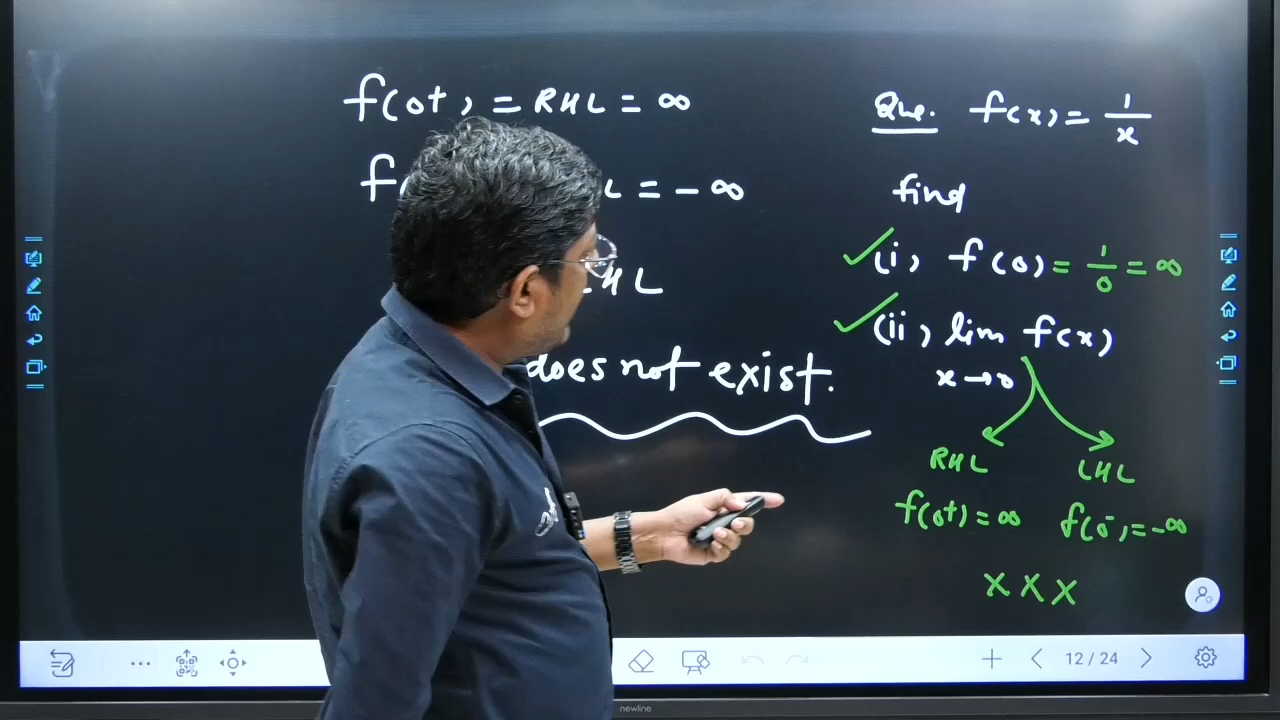 f(0+) = RHL = ∞
= - ∞
HL
does not exist.
Que. f(x) = 1/x
find
(i) f(0) = 1/0 = ∞
(ii) lim f(x)
x→0
RHL LHL
f(0+) = ∞ f(0-) = -∞
x x x
12 / 24
newline